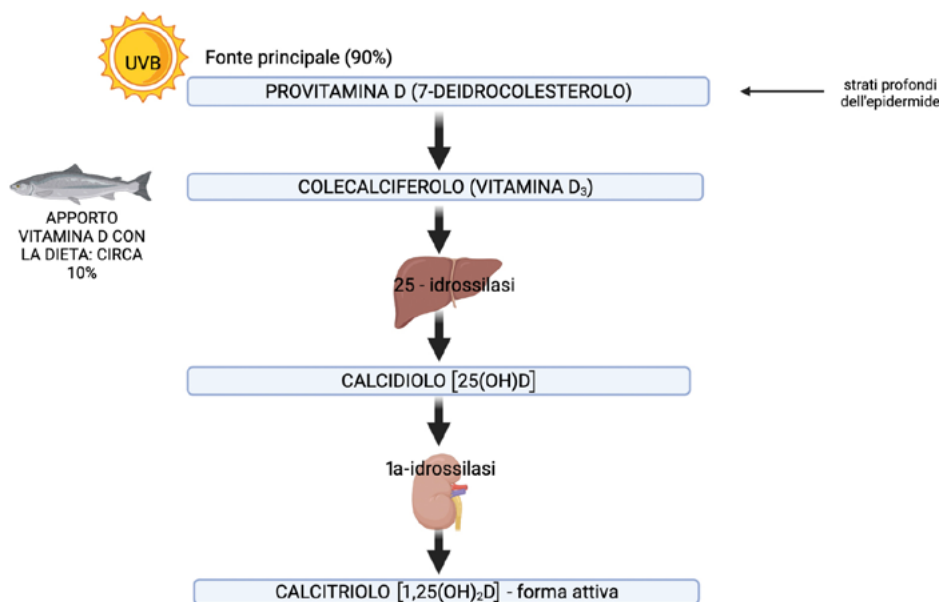 UVB
Fonte principale (90%)
PROVITAMINA D (7-DEIDROCOLESTEROLO)
strati profondi
dell'epidermide
COLECALCIFEROLO (VITAMINA D₃)
APPORTO
VITAMINA D CON
LA DIETA: CIRCA
10%
25 - idrossilasi
CALCIDIOLO [25(OH)D]
1a-idrossilasi
CALCITRIOLO [1,25(OH)₂D] - forma attiva